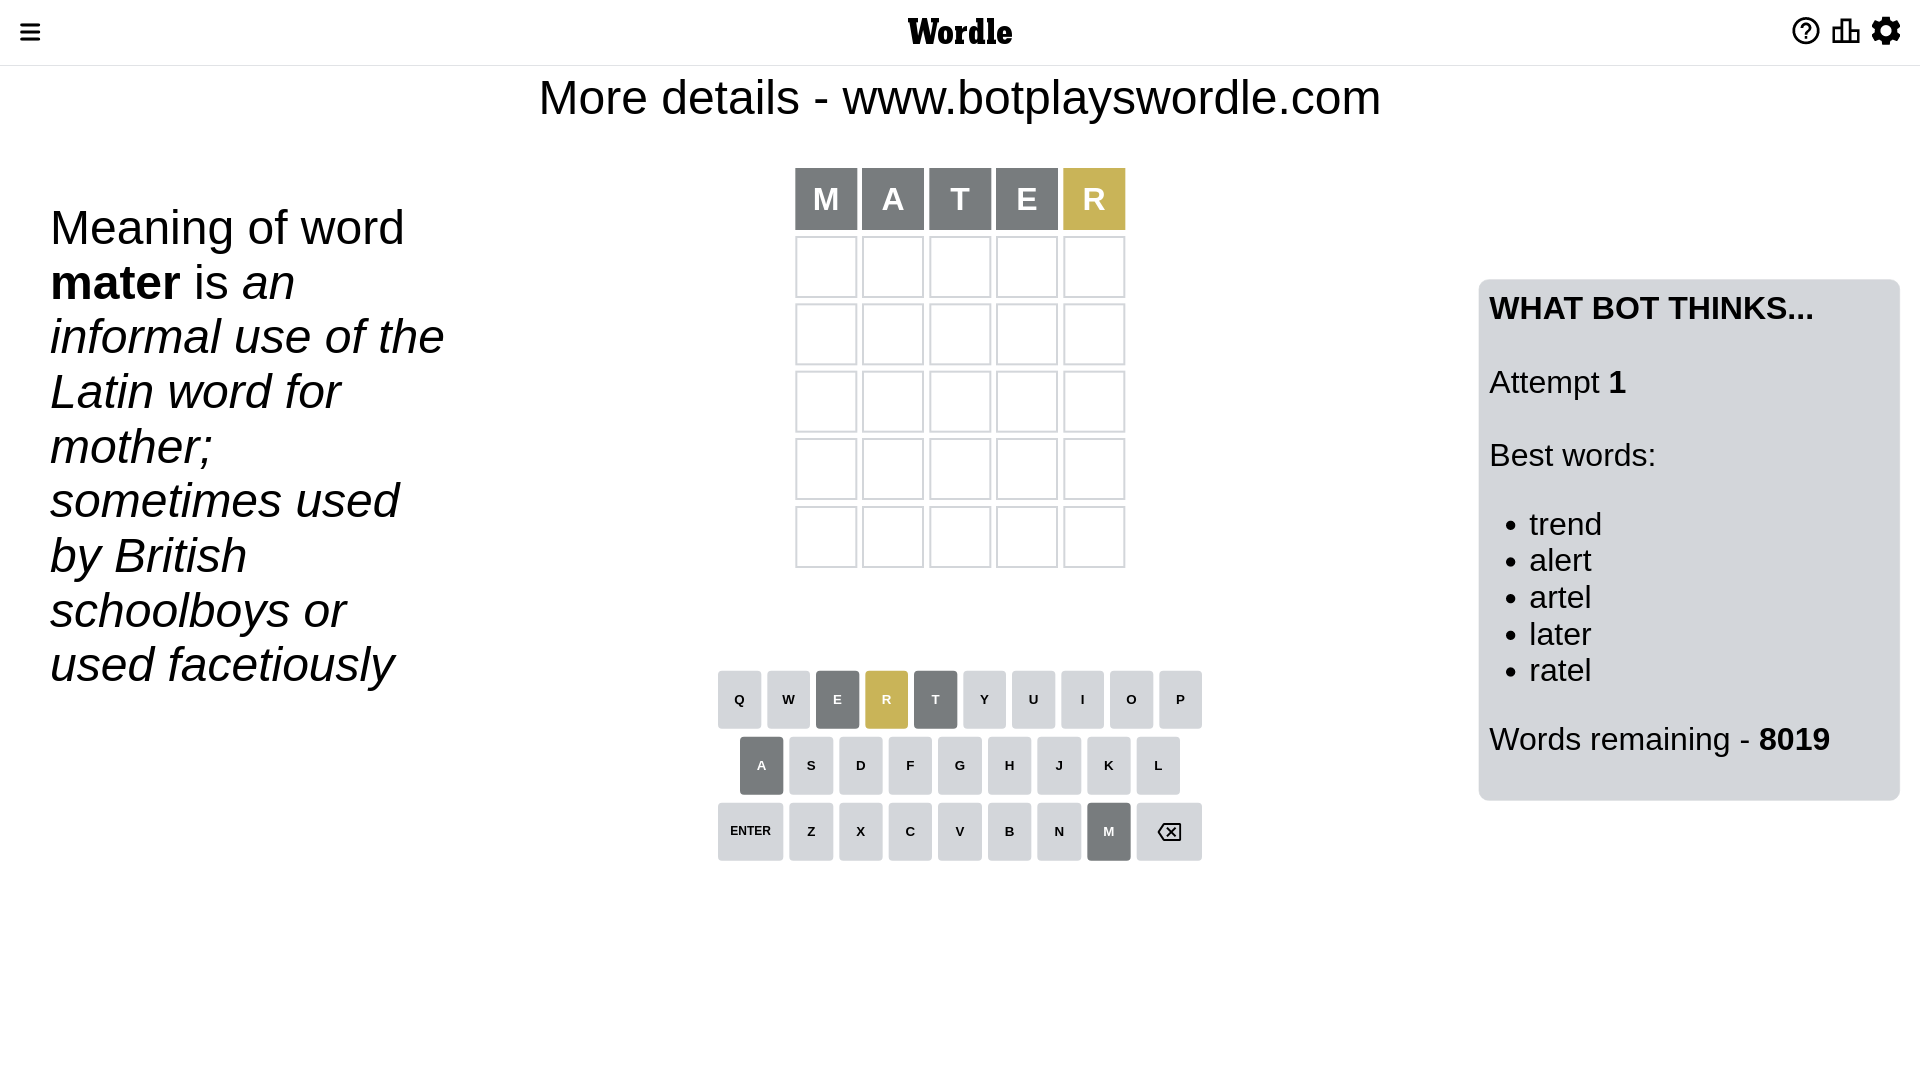 Wordle
More details - www.botplayswordle.com
Meaning of word
mater is an
informal use of the
Latin word for
mother;
sometimes used
by British
schoolboys or
used facetiously
M A T E R
Q W E R T Y U I O P
A S D F G H J K L
ENTER Z X C V B N M
WHAT BOT THINKS...
Attempt 1
Best words:
• trend
• alert
• artel
• later
• ratel
Words remaining - 8019